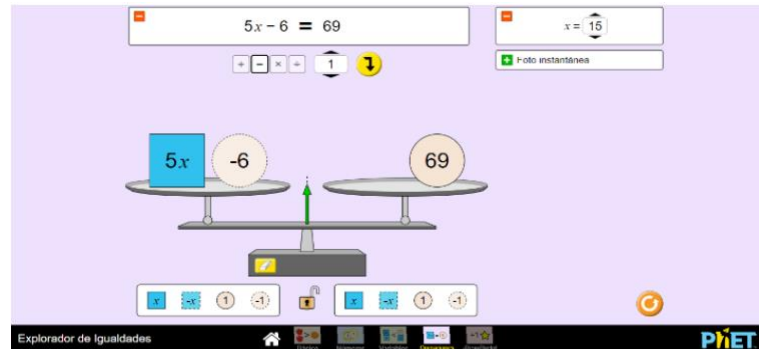 5x − 6 = 69
x = 15
+ − × ÷ 1
Foto instantánea
5x -6 69
x -x 1 -1 x -x 1 -1
Explorador de Igualdades
PhET